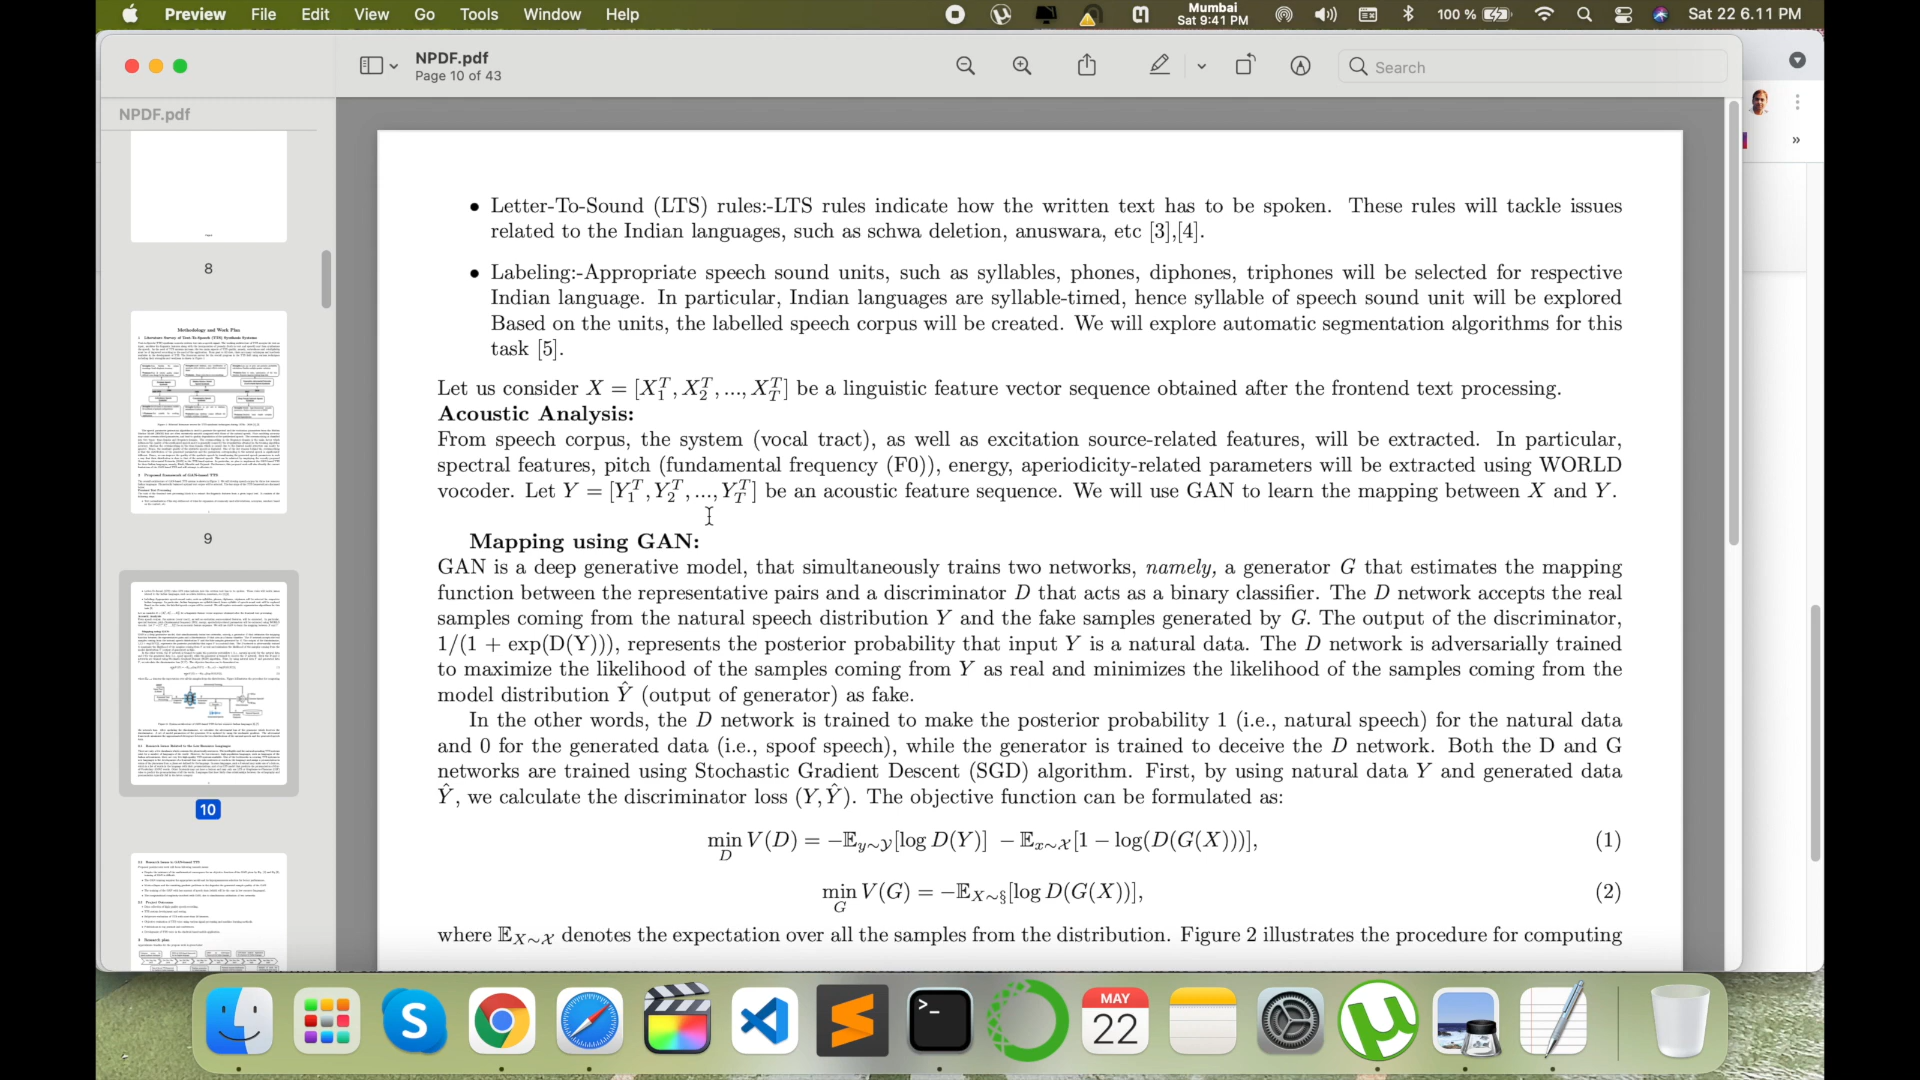 Preview File Edit View Go Tools Window Help
Mumbai
Sat 9:41 PM
100 %
Sat 22 6.11 PM
NPDF.pdf
Page 10 of 43
Search
NPDF.pdf
8
Methodology and Work Plan
9
10
• Letter-To-Sound (LTS) rules:-LTS rules indicate how the written text has to be spoken. These rules will tackle issues
related to the Indian languages, such as schwa deletion, anuswara, etc [3],[4].
• Labeling:-Appropriate speech sound units, such as syllables, phones, diphones, triphones will be selected for respective
Indian language. In particular, Indian languages are syllable-timed, hence syllable of speech sound unit will be explored
Based on the units, the labelled speech corpus will be created. We will explore automatic segmentation algorithms for this
task [5].
Let us consider X = [X₁ᵀ, X₂ᵀ, ..., X_Tᵀ] be a linguistic feature vector sequence obtained after the frontend text processing.
Acoustic Analysis:
From speech corpus, the system (vocal tract), as well as excitation source-related features, will be extracted. In particular,
spectral features, pitch (fundamental frequency (F0)), energy, aperiodicity-related parameters will be extracted using WORLD
vocoder. Let Y = [Y₁ᵀ, Y₂ᵀ, ..., Y_Tᵀ] be an acoustic feature sequence. We will use GAN to learn the mapping between X and Y.
Mapping using GAN:
GAN is a deep generative model, that simultaneously trains two networks, namely, a generator G that estimates the mapping
function between the representative pairs and a discriminator D that acts as a binary classifier. The D network accepts the real
samples coming from the natural speech distribution Y and the fake samples generated by G. The output of the discriminator,
1/(1 + exp(D(Y))), represents the posterior probability that input Y is a natural data. The D network is adversarially trained
to maximize the likelihood of the samples coming from Y as real and minimizes the likelihood of the samples coming from the
model distribution Ŷ (output of generator) as fake.
In the other words, the D network is trained to make the posterior probability 1 (i.e., natural speech) for the natural data
and 0 for the generated data (i.e., spoof speech), while the generator is trained to deceive the D network. Both the D and G
networks are trained using Stochastic Gradient Descent (SGD) algorithm. First, by using natural data Y and generated data
Ŷ, we calculate the discriminator loss (Y, Ŷ). The objective function can be formulated as:
min_D V(D) = −𝔼_{y∼𝒴}[log D(Y)] − 𝔼_{x∼𝒳}[1 − log(D(G(X)))], (1)
min_G V(G) = −𝔼_{X∼§}[log D(G(X))], (2)
where 𝔼_{X∼𝒳} denotes the expectation over all the samples from the distribution. Figure 2 illustrates the procedure for computing
MAY
22